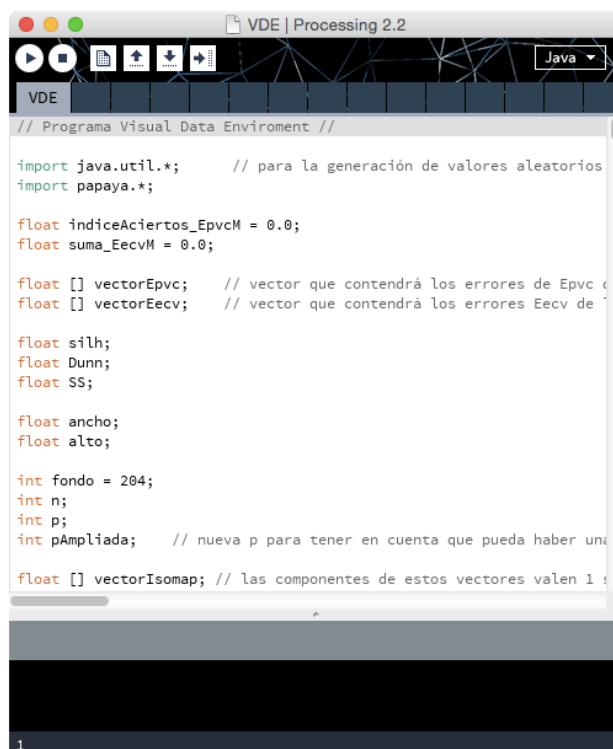 VDE | Processing 2.2
Java
VDE
// Programa Visual Data Enviroment //
import java.util.*; // para la generación de valores aleatorios
import papaya.*;
float indiceAciertos_EpvcM = 0.0;
float suma_EecvM = 0.0;
float [] vectorEpvc; // vector que contendrá los errores de Epvc
float [] vectorEecv; // vector que contendrá los errores Eecv de
float silh;
float Dunn;
float SS;
float ancho;
float alto;
int fondo = 204;
int n;
int p;
int pAmpliada; // nueva p para tener en cuenta que pueda haber una
float [] vectorIsomap; // las componentes de estos vectores valen 1
1